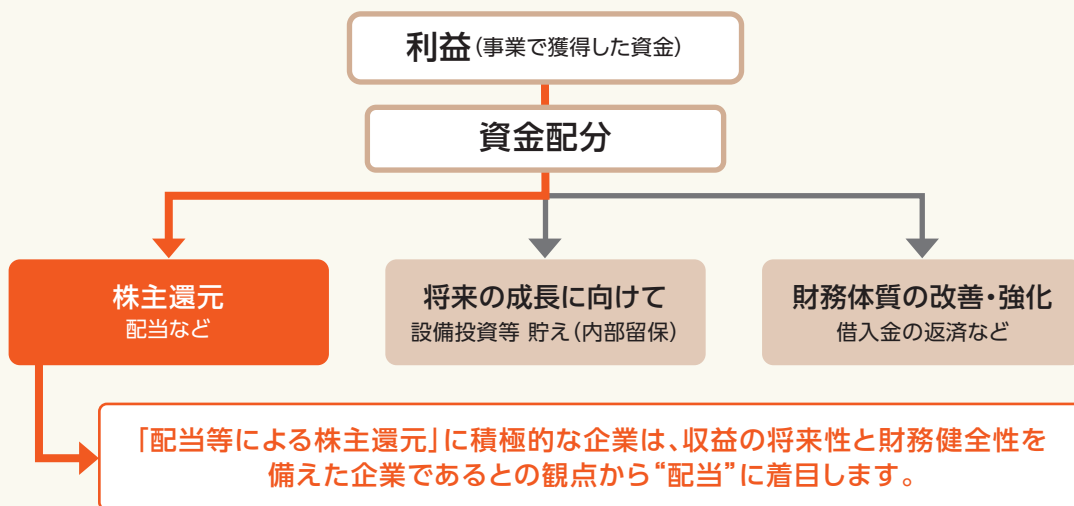 利益(事業で獲得した資金)
資金配分
株主還元
配当など
将来の成長に向けて
設備投資等 貯え(内部留保)
財務体質の改善・強化
借入金の返済など
「配当等による株主還元」に積極的な企業は、収益の将来性と財務健全性を
備えた企業であるとの観点から“配当”に着目します。